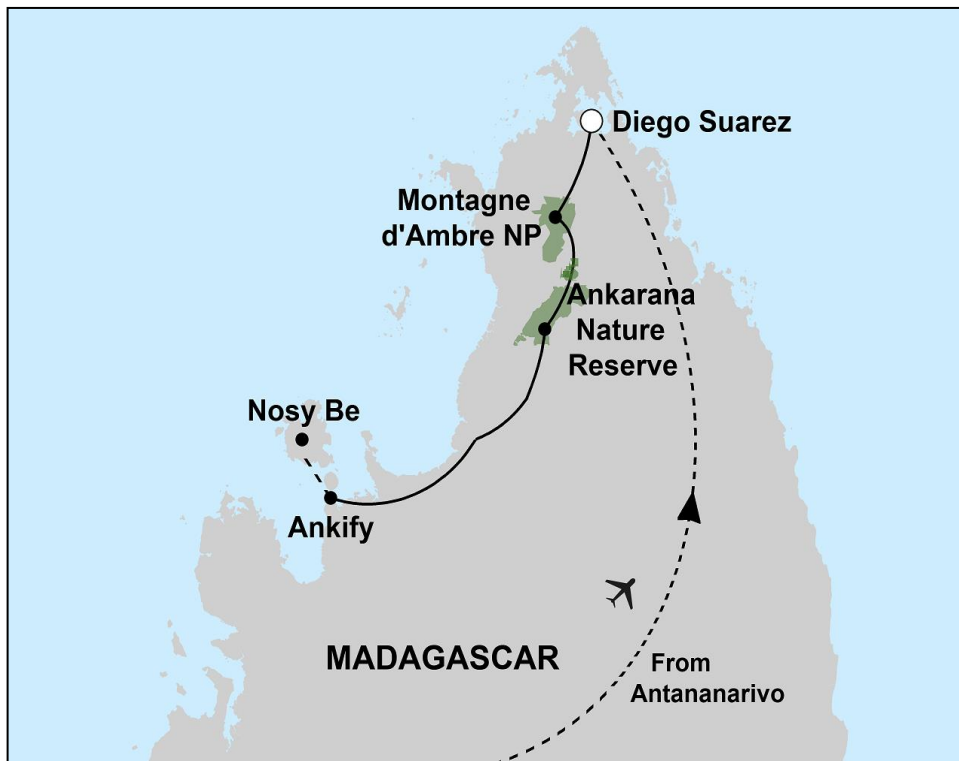 Diego Suarez
Montagne
d'Ambre NP
Ankarana
Nature
Reserve
Nosy Be
Ankify
MADAGASCAR
From
Antananarivo